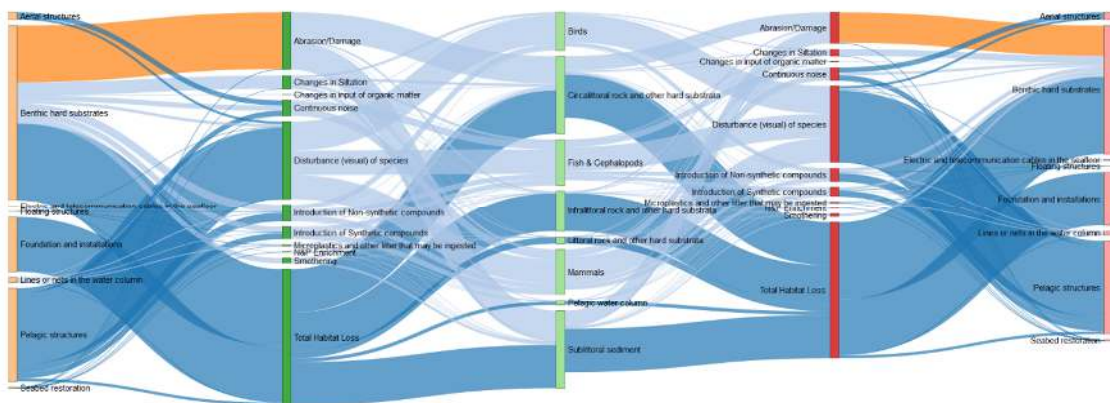 Aerial structures
Benthic hard substrates
Floating structures
Foundation and installations
Lines or nets in the water column
Pelagic structures
Seabed restoration
Abrasion/Damage
Changes in Siltation
Changes in input of organic matter
Continuous noise
Disturbance (visual) of species
Introduction of Non-synthetic compounds
Introduction of Synthetic compounds
Microplastics and other litter that may be ingested
N&P Enrichment
Smothering
Total Habitat Loss
Birds
Circalittoral rock and other hard substrata
Fish & Cephalopods
Infralittoral rock and other hard substrata
Littoral rock and other hard substrata
Mammals
Pelagic water column
Sublittoral sediment
Abrasion/Damage
Changes in Siltation
Changes in input of organic matter
Continuous noise
Disturbance (visual) of species
Introduction of Non-synthetic compounds
Introduction of Synthetic compounds
Microplastics and other litter that may be ingested
N&P Enrichment
Smothering
Total Habitat Loss
Aerial structures
Benthic hard substrates
Electric and telecommunication cables in the seafloor
Floating structures
Foundation and installations
Lines or nets in the water column
Pelagic structures
Seabed restoration